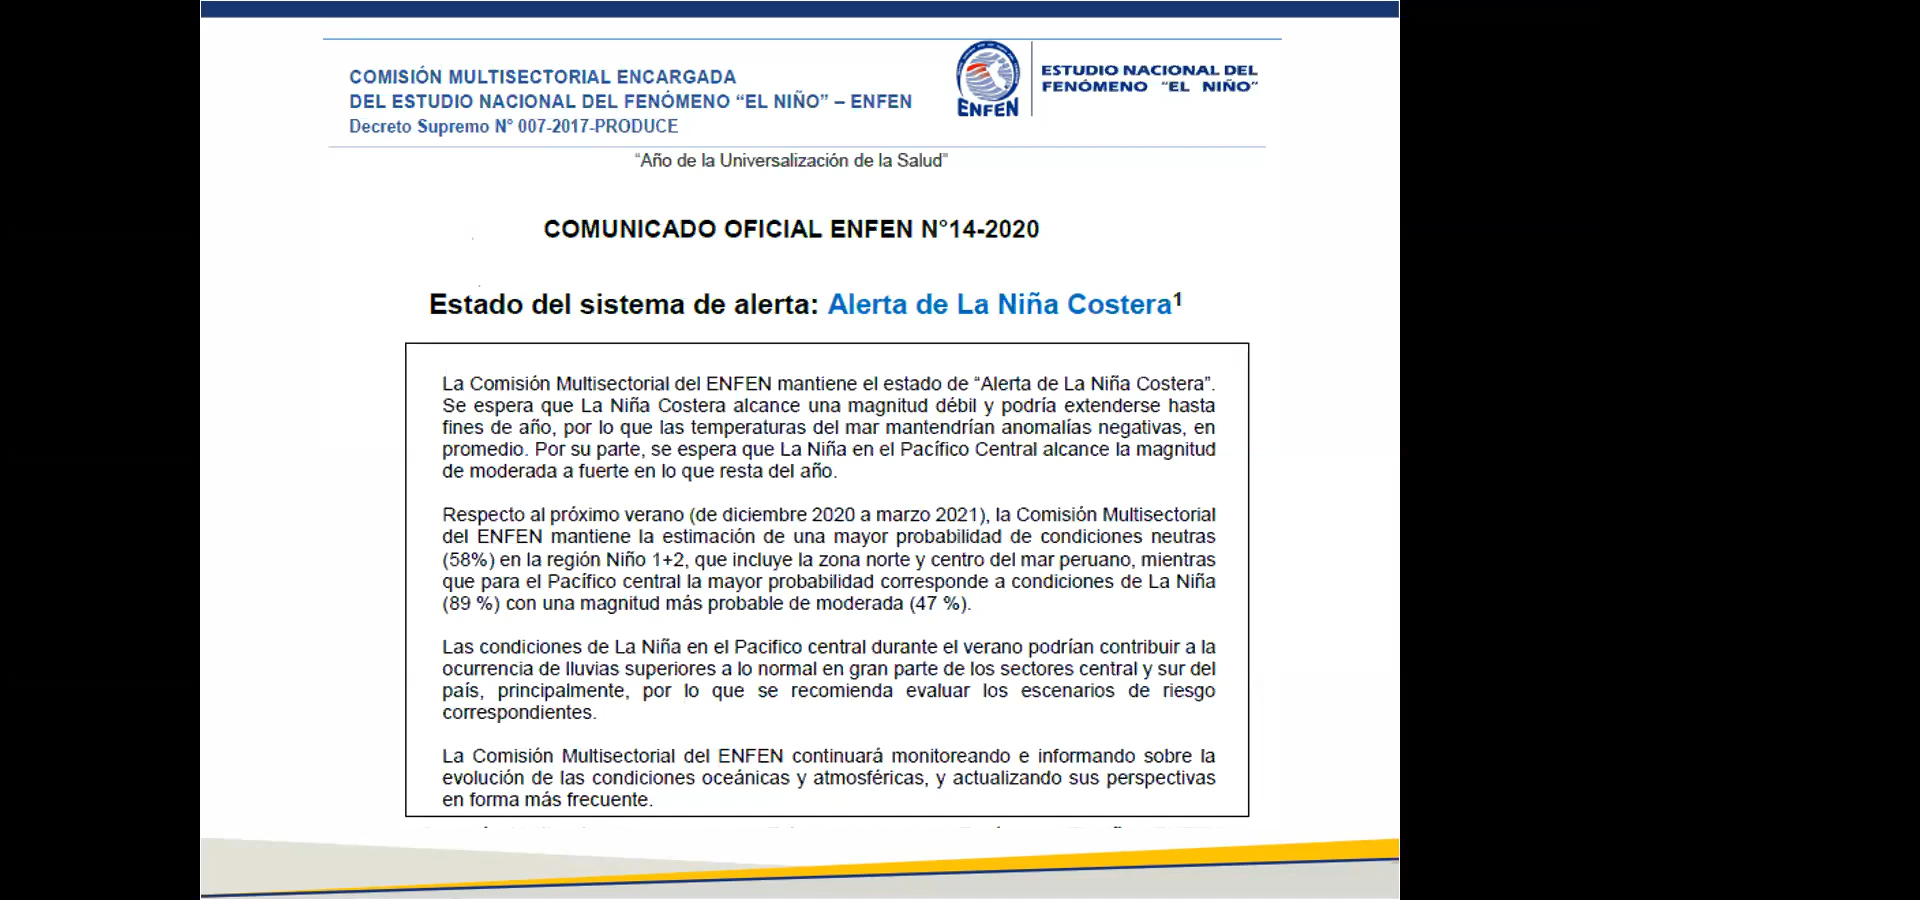 COMISIÓN MULTISECTORIAL ENCARGADA
DEL ESTUDIO NACIONAL DEL FENÓMENO “EL NIÑO” – ENFEN
Decreto Supremo N° 007-2017-PRODUCE
ENFEN
ESTUDIO NACIONAL DEL
FENÓMENO “EL NIÑO”
“Año de la Universalización de la Salud”
COMUNICADO OFICIAL ENFEN N°14-2020
Estado del sistema de alerta: Alerta de La Niña Costera¹
La Comisión Multisectorial del ENFEN mantiene el estado de “Alerta de La Niña Costera”.
Se espera que La Niña Costera alcance una magnitud débil y podría extenderse hasta
fines de año, por lo que las temperaturas del mar mantendrían anomalías negativas, en
promedio. Por su parte, se espera que La Niña en el Pacífico Central alcance la magnitud
de moderada a fuerte en lo que resta del año.
Respecto al próximo verano (de diciembre 2020 a marzo 2021), la Comisión Multisectorial
del ENFEN mantiene la estimación de una mayor probabilidad de condiciones neutras
(58%) en la región Niño 1+2, que incluye la zona norte y centro del mar peruano, mientras
que para el Pacífico central la mayor probabilidad corresponde a condiciones de La Niña
(89 %) con una magnitud más probable de moderada (47 %).
Las condiciones de La Niña en el Pacifico central durante el verano podrían contribuir a la
ocurrencia de lluvias superiores a lo normal en gran parte de los sectores central y sur del
país, principalmente, por lo que se recomienda evaluar los escenarios de riesgo
correspondientes.
La Comisión Multisectorial del ENFEN continuará monitoreando e informando sobre la
evolución de las condiciones oceánicas y atmosféricas, y actualizando sus perspectivas
en forma más frecuente.